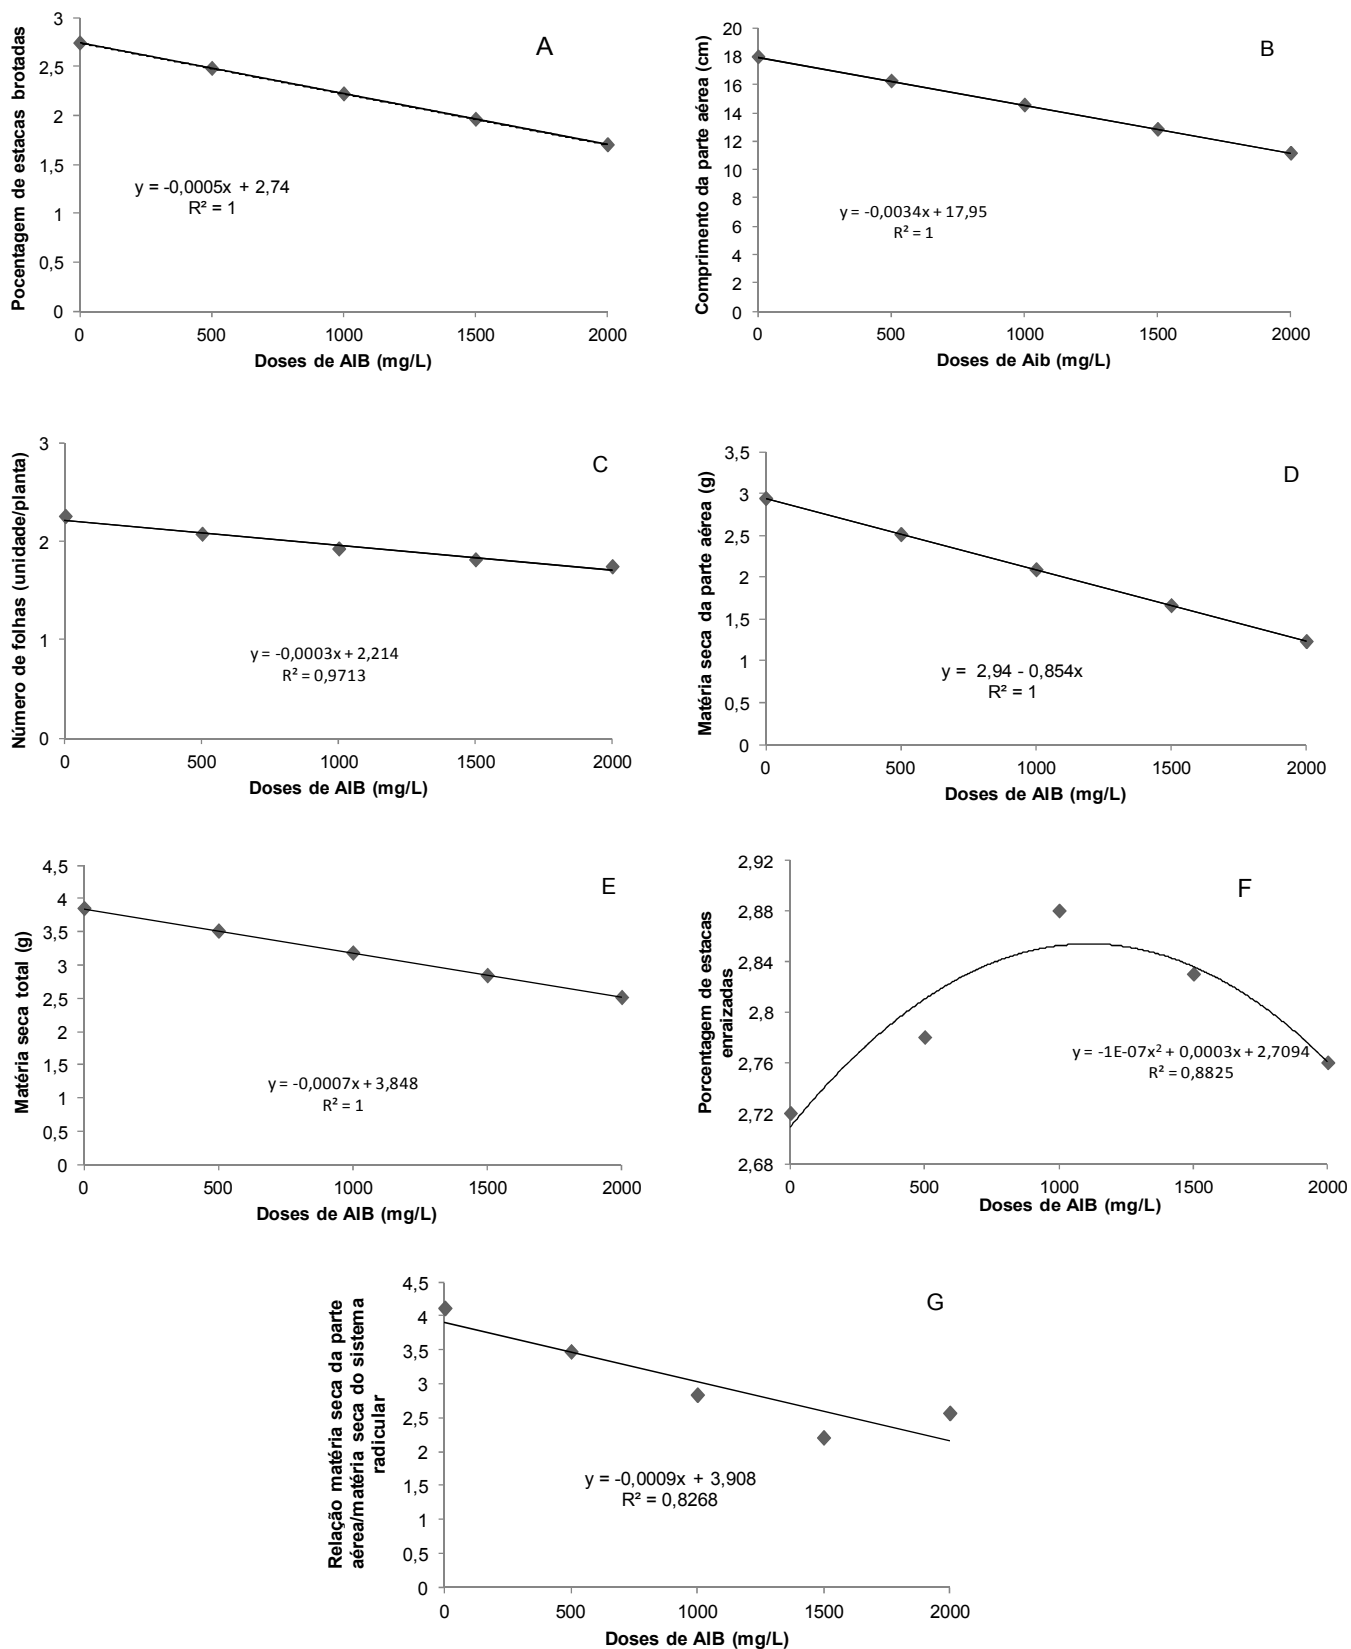 A
Pocentagem de estacas brotadas
3
2,5
2
1,5
1
0,5
0
y = -0,0005x + 2,74
R² = 1
0 500 1000 1500 2000
Doses de AIB (mg/L)
B
Comprimento da parte aérea (cm)
20
18
16
14
12
10
8
6
4
2
0
y = -0,0034x + 17,95
R² = 1
0 500 1000 1500 2000
Doses de Aib (mg/L)
C
Número de folhas (unidade/planta)
3
2
1
0
y = -0,0003x + 2,214
R² = 0,9713
0 500 1000 1500 2000
Doses de AIB (mg/L)
D
Matéria seca da parte aérea (g)
3,5
3
2,5
2
1,5
1
0,5
0
y = 2,94 - 0,854x
R² = 1
0 500 1000 1500 2000
Doses de AIB (mg/L)
E
Matéria seca total (g)
4,5
4
3,5
3
2,5
2
1,5
1
0,5
0
y = -0,0007x + 3,848
R² = 1
0 500 1000 1500 2000
Doses de AIB (mg/L)
F
Porcentagem de estacas
enraizadas
2,92
2,88
2,84
2,8
2,76
2,72
2,68
y = -1E-07x² + 0,0003x + 2,7094
R² = 0,8825
0 500 1000 1500 2000
Doses de AIB (mg/L)
G
Relação matéria seca da parte
aérea/matéria seca do sistema
radicular
4,5
4
3,5
3
2,5
2
1,5
1
0,5
0
y = -0,0009x + 3,908
R² = 0,8268
0 500 1000 1500 2000
Doses de AIB (mg/L)